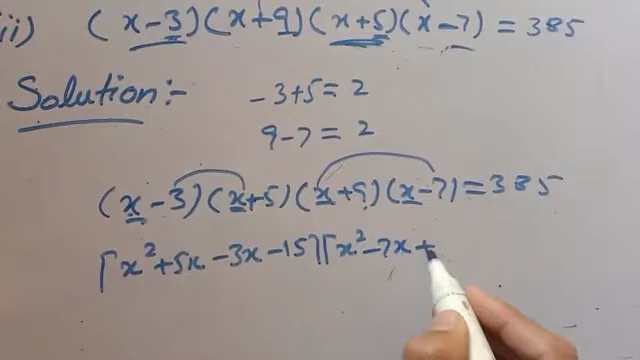 ii) (x-3)(x+9)(x+5)(x-7)=385
Solution:-
-3+5=2
9-7=2
(x-3)(x+5)(x+9)(x-7)=385
[x²+5x-3x-15][x²-7x+